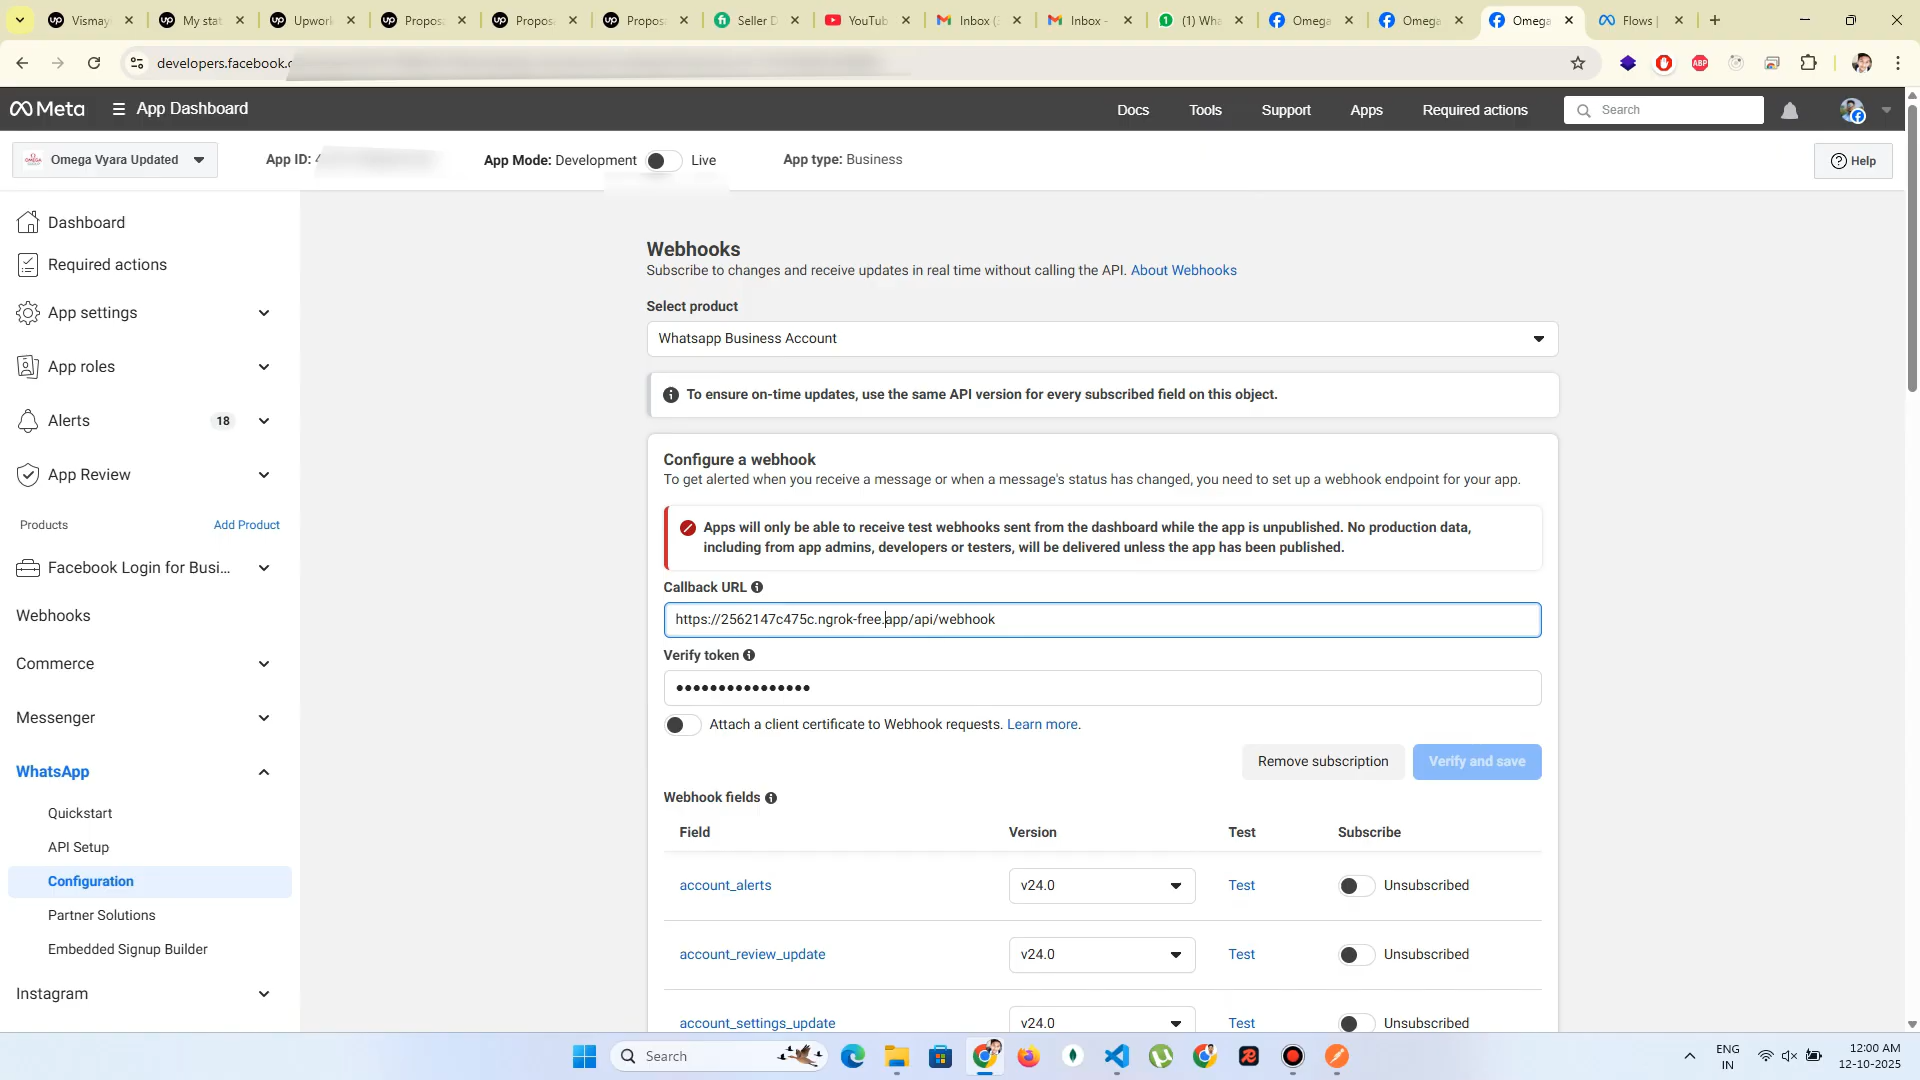 Vismay
My stat
Upwork
Propos
Propos
Propos
Seller D
YouTub
Inbox (
Inbox -
(1) Wha
Omega
Omega
Omega
Flows |
developers.facebook.c
Meta
App Dashboard
Docs
Tools
Support
Apps
Required actions
Search
Omega Vyara Updated
App ID:
App Mode: Development
Live
App type: Business
Help
Dashboard
Required actions
App settings
App roles
Alerts
18
App Review
Products
Add Product
Facebook Login for Busi...
Webhooks
Commerce
Messenger
WhatsApp
Quickstart
API Setup
Configuration
Partner Solutions
Embedded Signup Builder
Instagram
Webhooks
Subscribe to changes and receive updates in real time without calling the API. About Webhooks
Select product
Whatsapp Business Account
To ensure on-time updates, use the same API version for every subscribed field on this object.
Configure a webhook
To get alerted when you receive a message or when a message's status has changed, you need to set up a webhook endpoint for your app.
Apps will only be able to receive test webhooks sent from the dashboard while the app is unpublished. No production data,
including from app admins, developers or testers, will be delivered unless the app has been published.
Callback URL
https://2562147c475c.ngrok-free.app/api/webhook
Verify token
••••••••••••••••
Attach a client certificate to Webhook requests. Learn more.
Remove subscription
Verify and save
Webhook fields
Field
Version
Test
Subscribe
account_alerts
v24.0
Test
Unsubscribed
account_review_update
v24.0
Test
Unsubscribed
account_settings_update
v24.0
Test
Unsubscribed
Search
ENG
IN
12:00 AM
12-10-2025